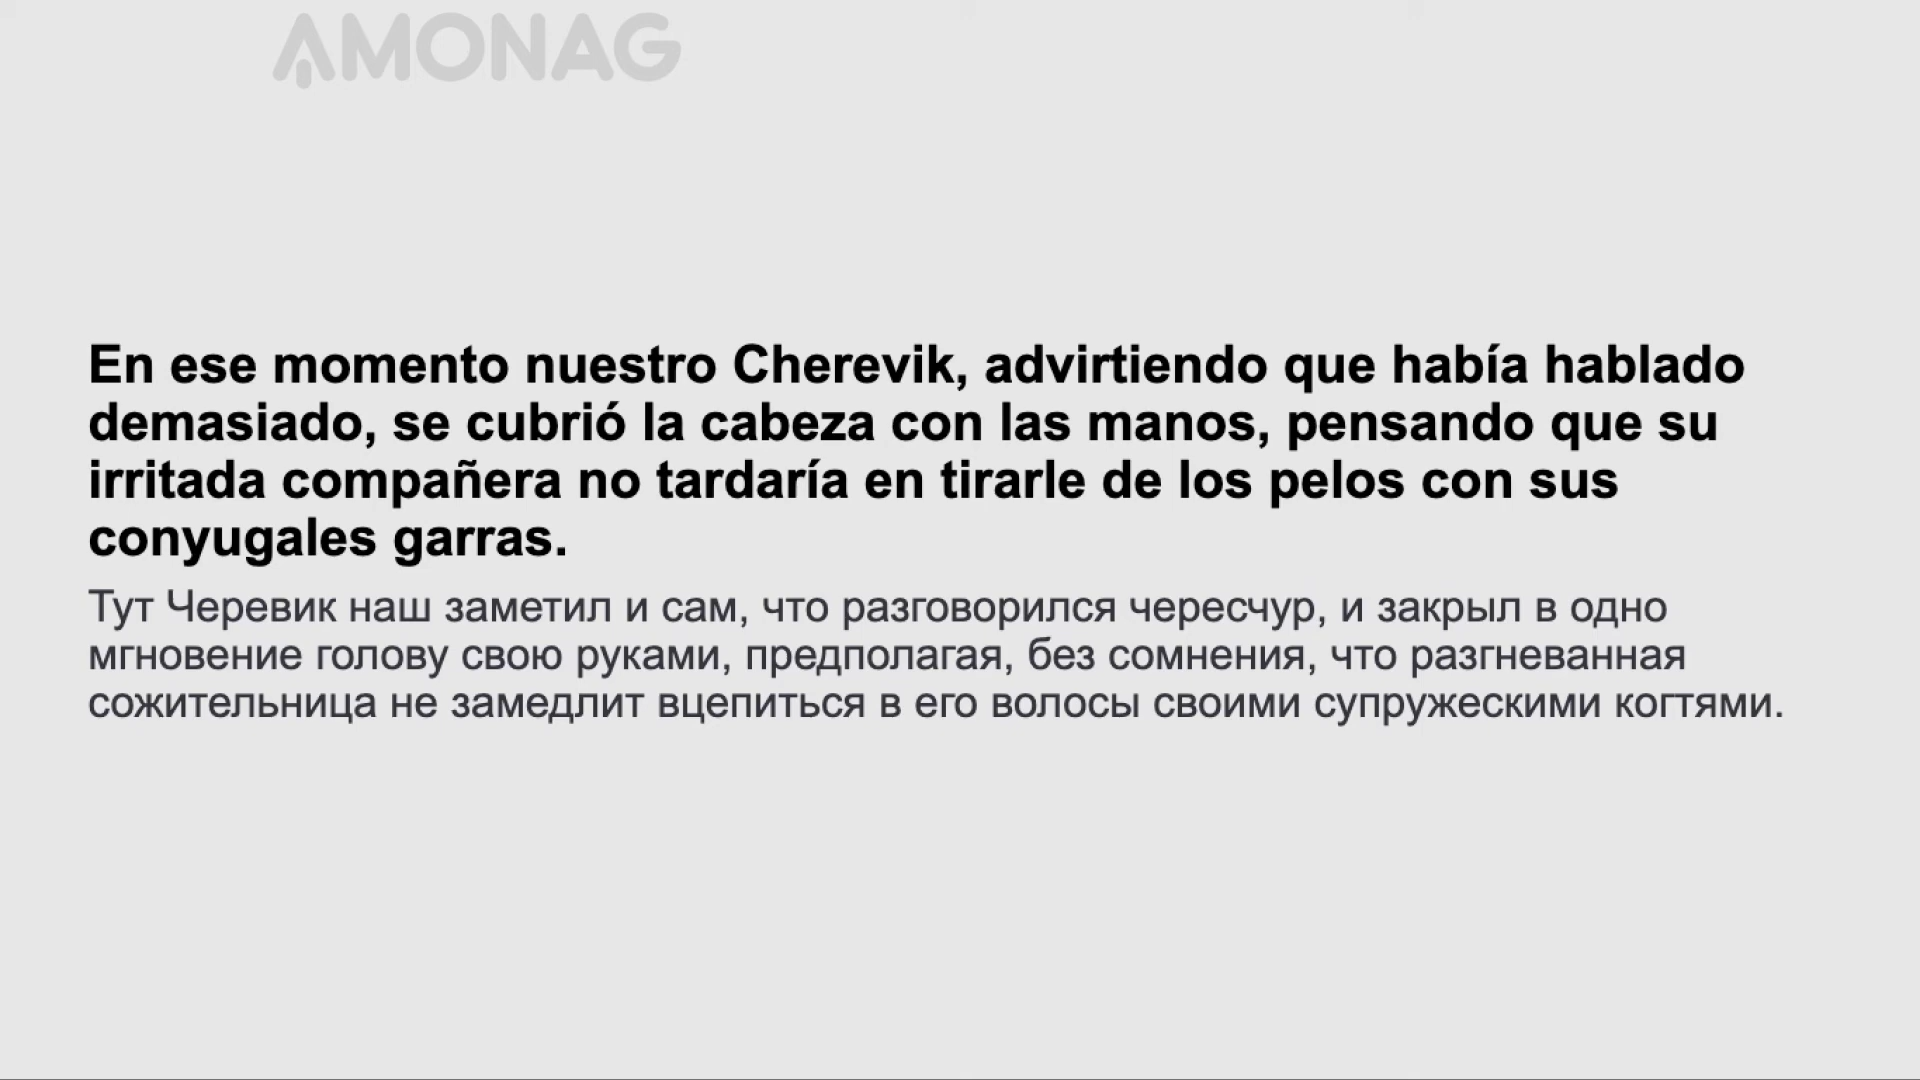 AMONAG
En ese momento nuestro Cherevik, advirtiendo que había hablado
demasiado, se cubrió la cabeza con las manos, pensando que su
irritada compañera no tardaría en tirarle de los pelos con sus
conyugales garras.
Тут Черевик наш заметил и сам, что разговорился чересчур, и закрыл в одно
мгновение голову свою руками, предполагая, без сомнения, что разгневанная
сожительница не замедлит вцепиться в его волосы своими супружескими когтями.